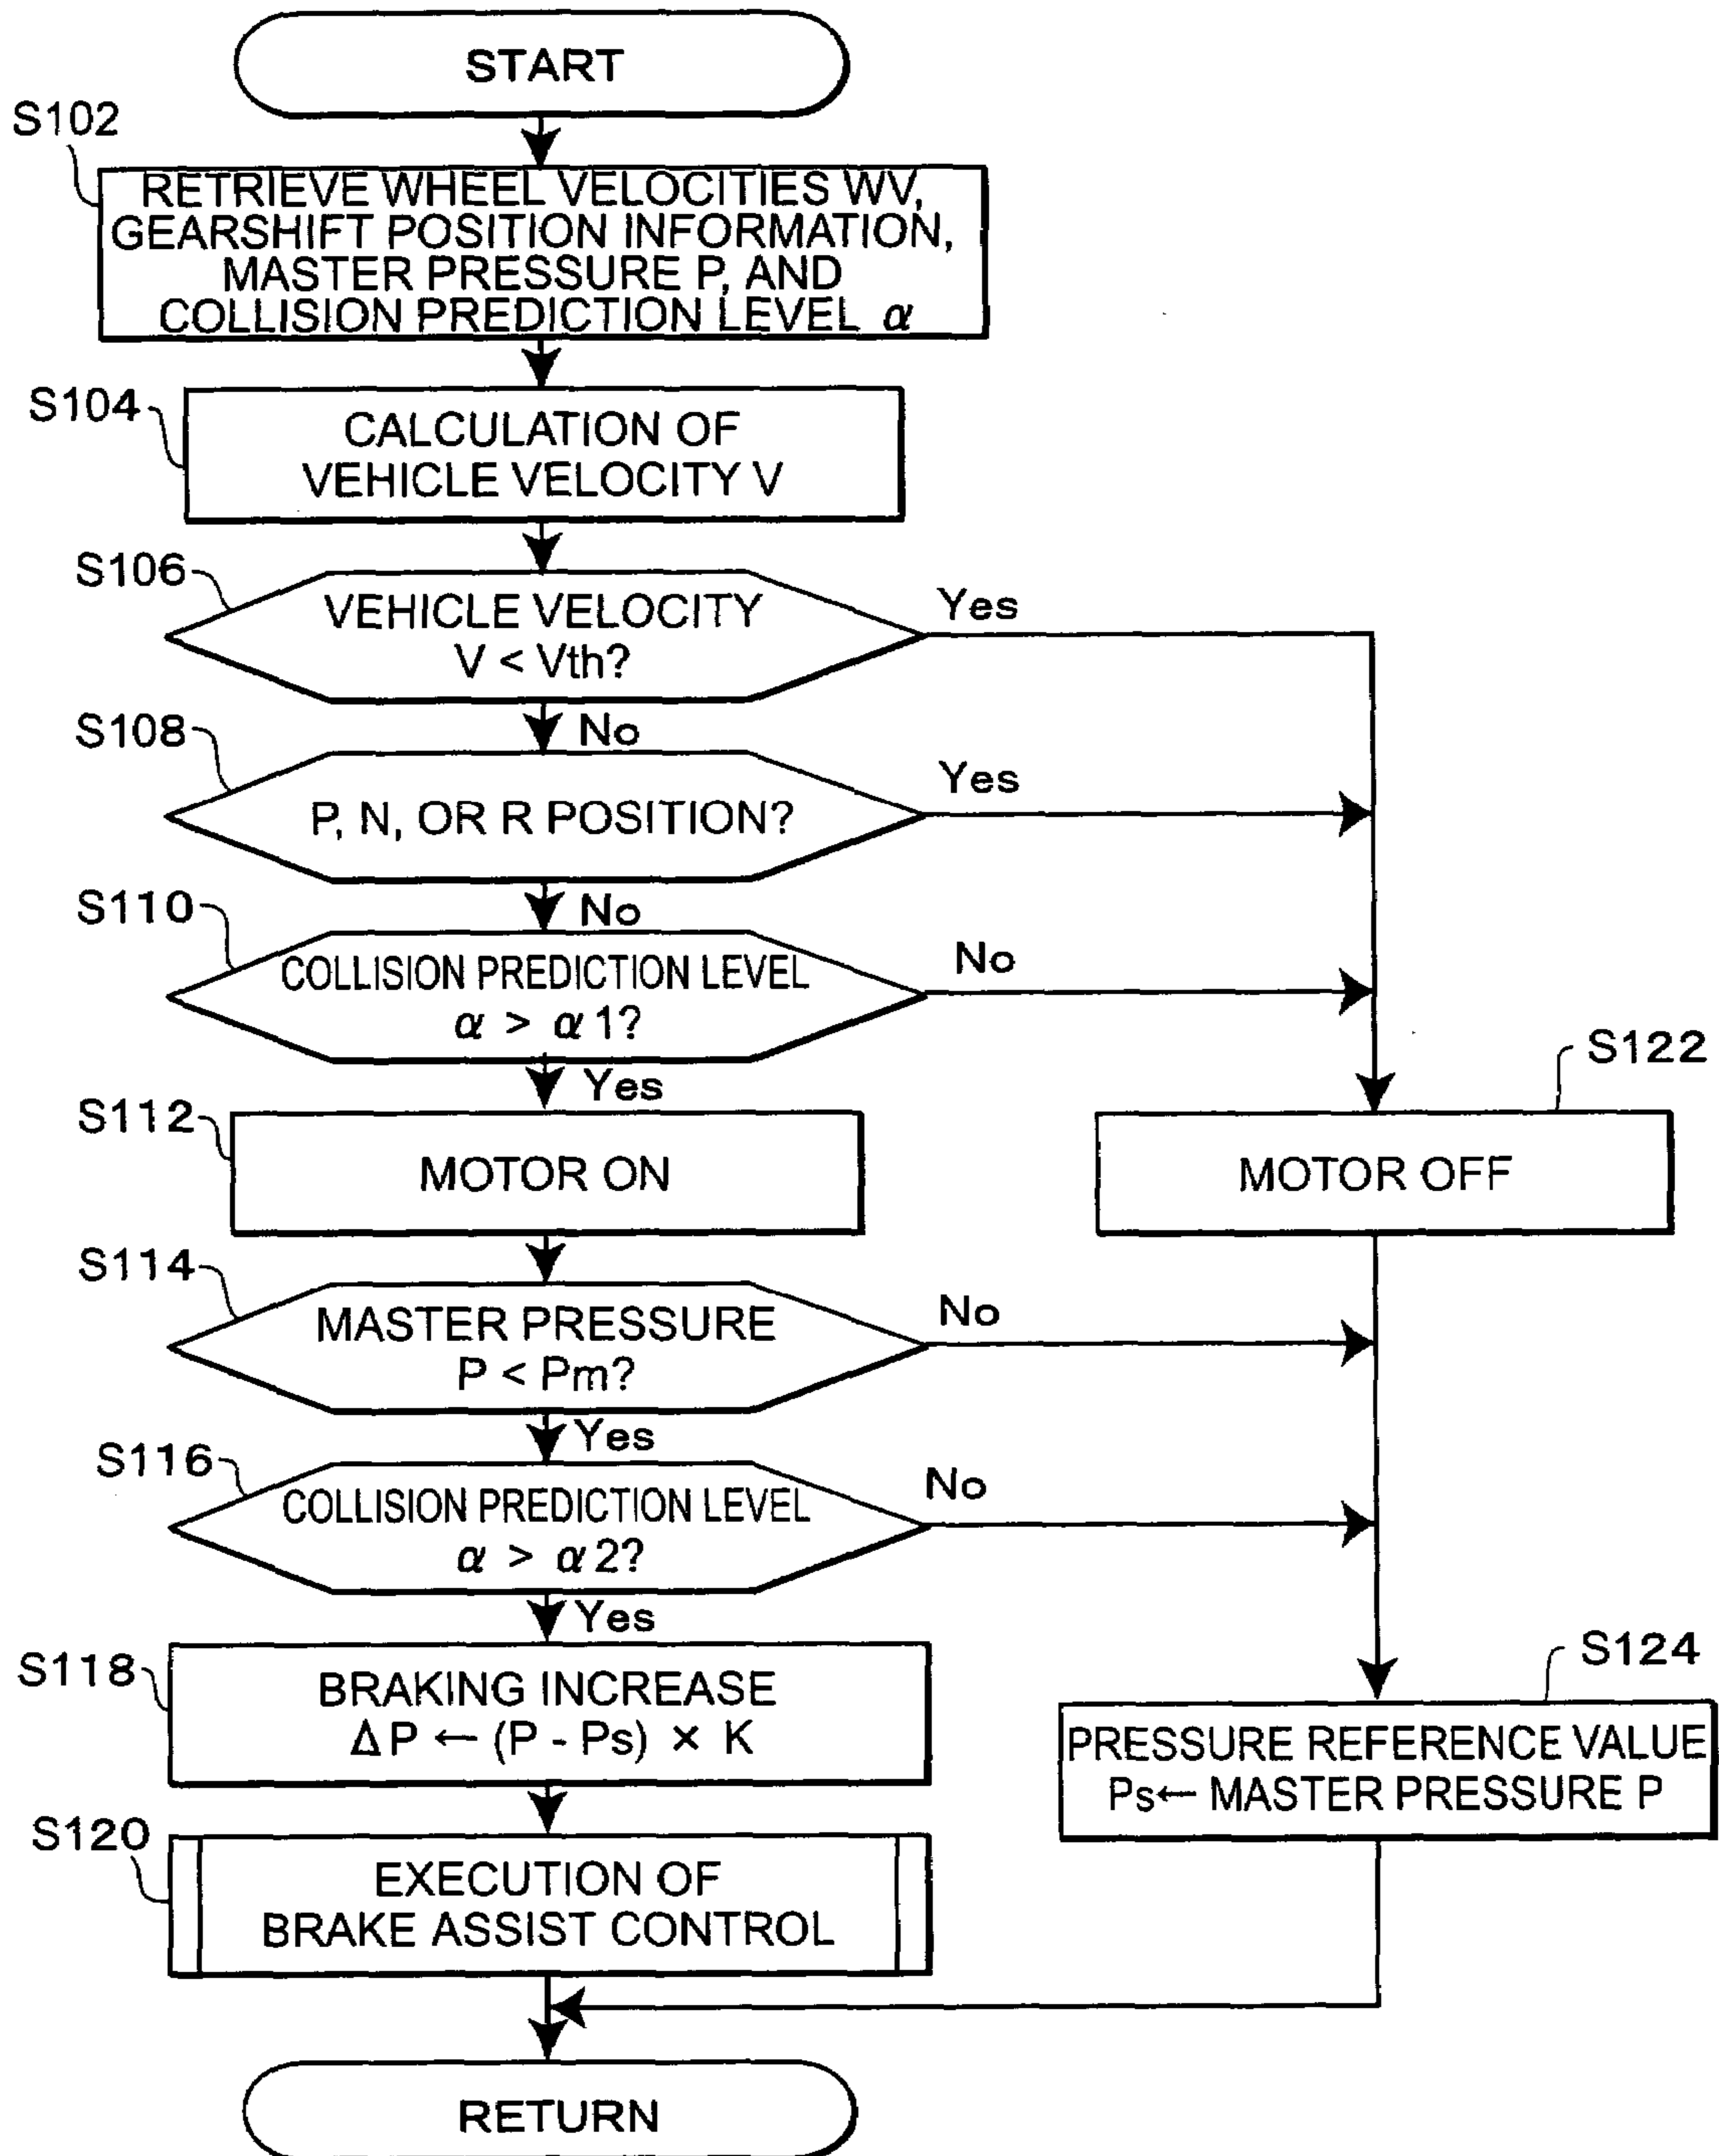 START
S102
RETRIEVE WHEEL VELOCITIES WV,
GEARSHIFT POSITION INFORMATION,
MASTER PRESSURE P, AND
COLLISION PREDICTION LEVEL α
S104
CALCULATION OF
VEHICLE VELOCITY V
S106
VEHICLE VELOCITY
V < Vth?
Yes
No
S108
P, N, OR R POSITION?
Yes
No
S110
COLLISION PREDICTION LEVEL
α > α1?
No
Yes
S112
MOTOR ON
S122
MOTOR OFF
S114
MASTER PRESSURE
P < Pm?
No
Yes
S116
COLLISION PREDICTION LEVEL
α > α2?
No
Yes
S118
BRAKING INCREASE
ΔP ← (P - Ps) × K
S124
PRESSURE REFERENCE VALUE
Ps← MASTER PRESSURE P
S120
EXECUTION OF
BRAKE ASSIST CONTROL
RETURN